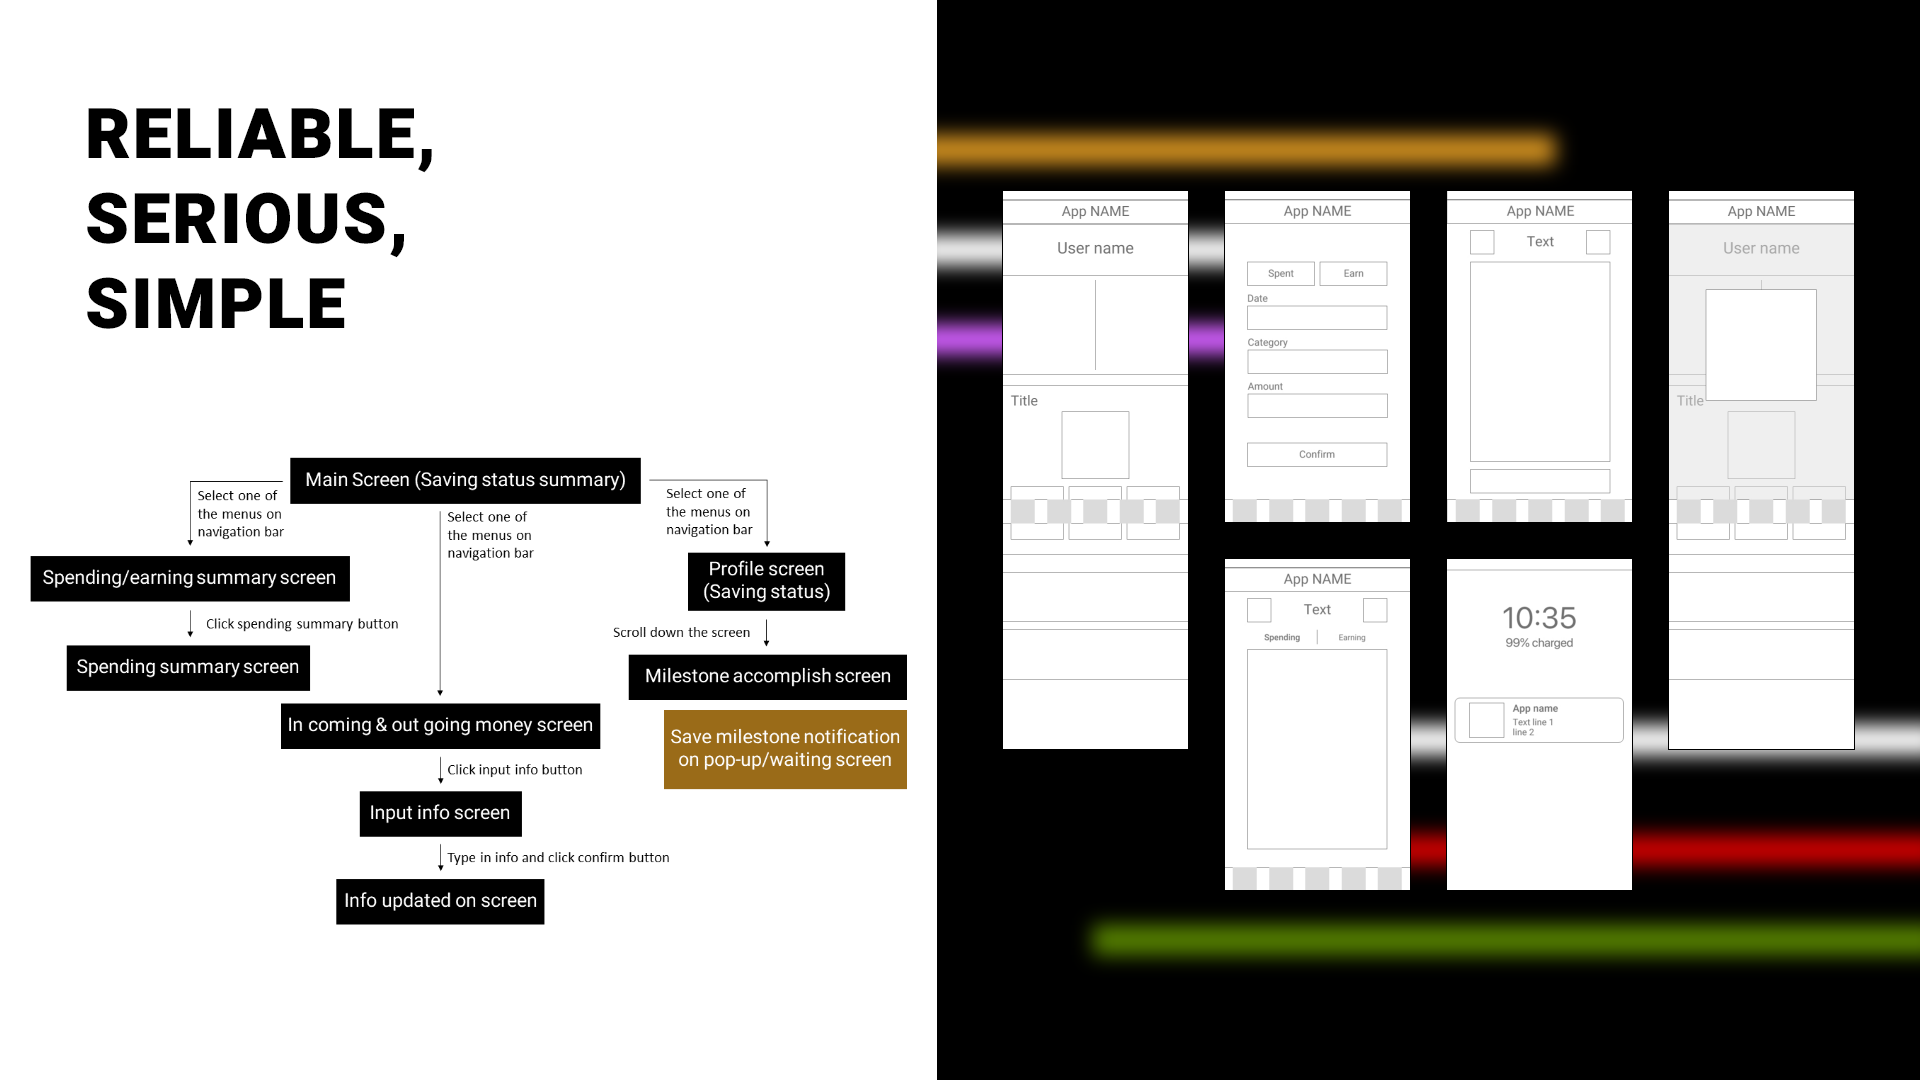 RELIABLE,
SERIOUS,
SIMPLE
Main Screen (Saving status summary)
Select one of
the menus on
navigation bar
Select one of
the menus on
navigation bar
Select one of
the menus on
navigation bar
Spending/earning summary screen
Click spending summary button
Spending summary screen
Profile screen
(Saving status)
Scroll down the screen
Milestone accomplish screen
Save milestone notification
on pop-up/waiting screen
In coming & out going money screen
Click input info button
Input info screen
Type in info and click confirm button
Info updated on screen
App NAME
User name
Title
App NAME
Spent
Earn
Date
Category
Amount
Confirm
App NAME
Text
App NAME
User name
Title
App NAME
Text
Spending
Earning
10:35
99% charged
App name
Text line 1
line 2